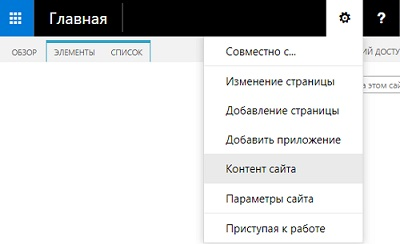 Главная
?
ОБЗОР ЭЛЕМЕНТЫ СПИСОК
Совместно с...
Изменение страницы
Добавление страницы
Добавить приложение
Контент сайта
Параметры сайта
Приступая к работе